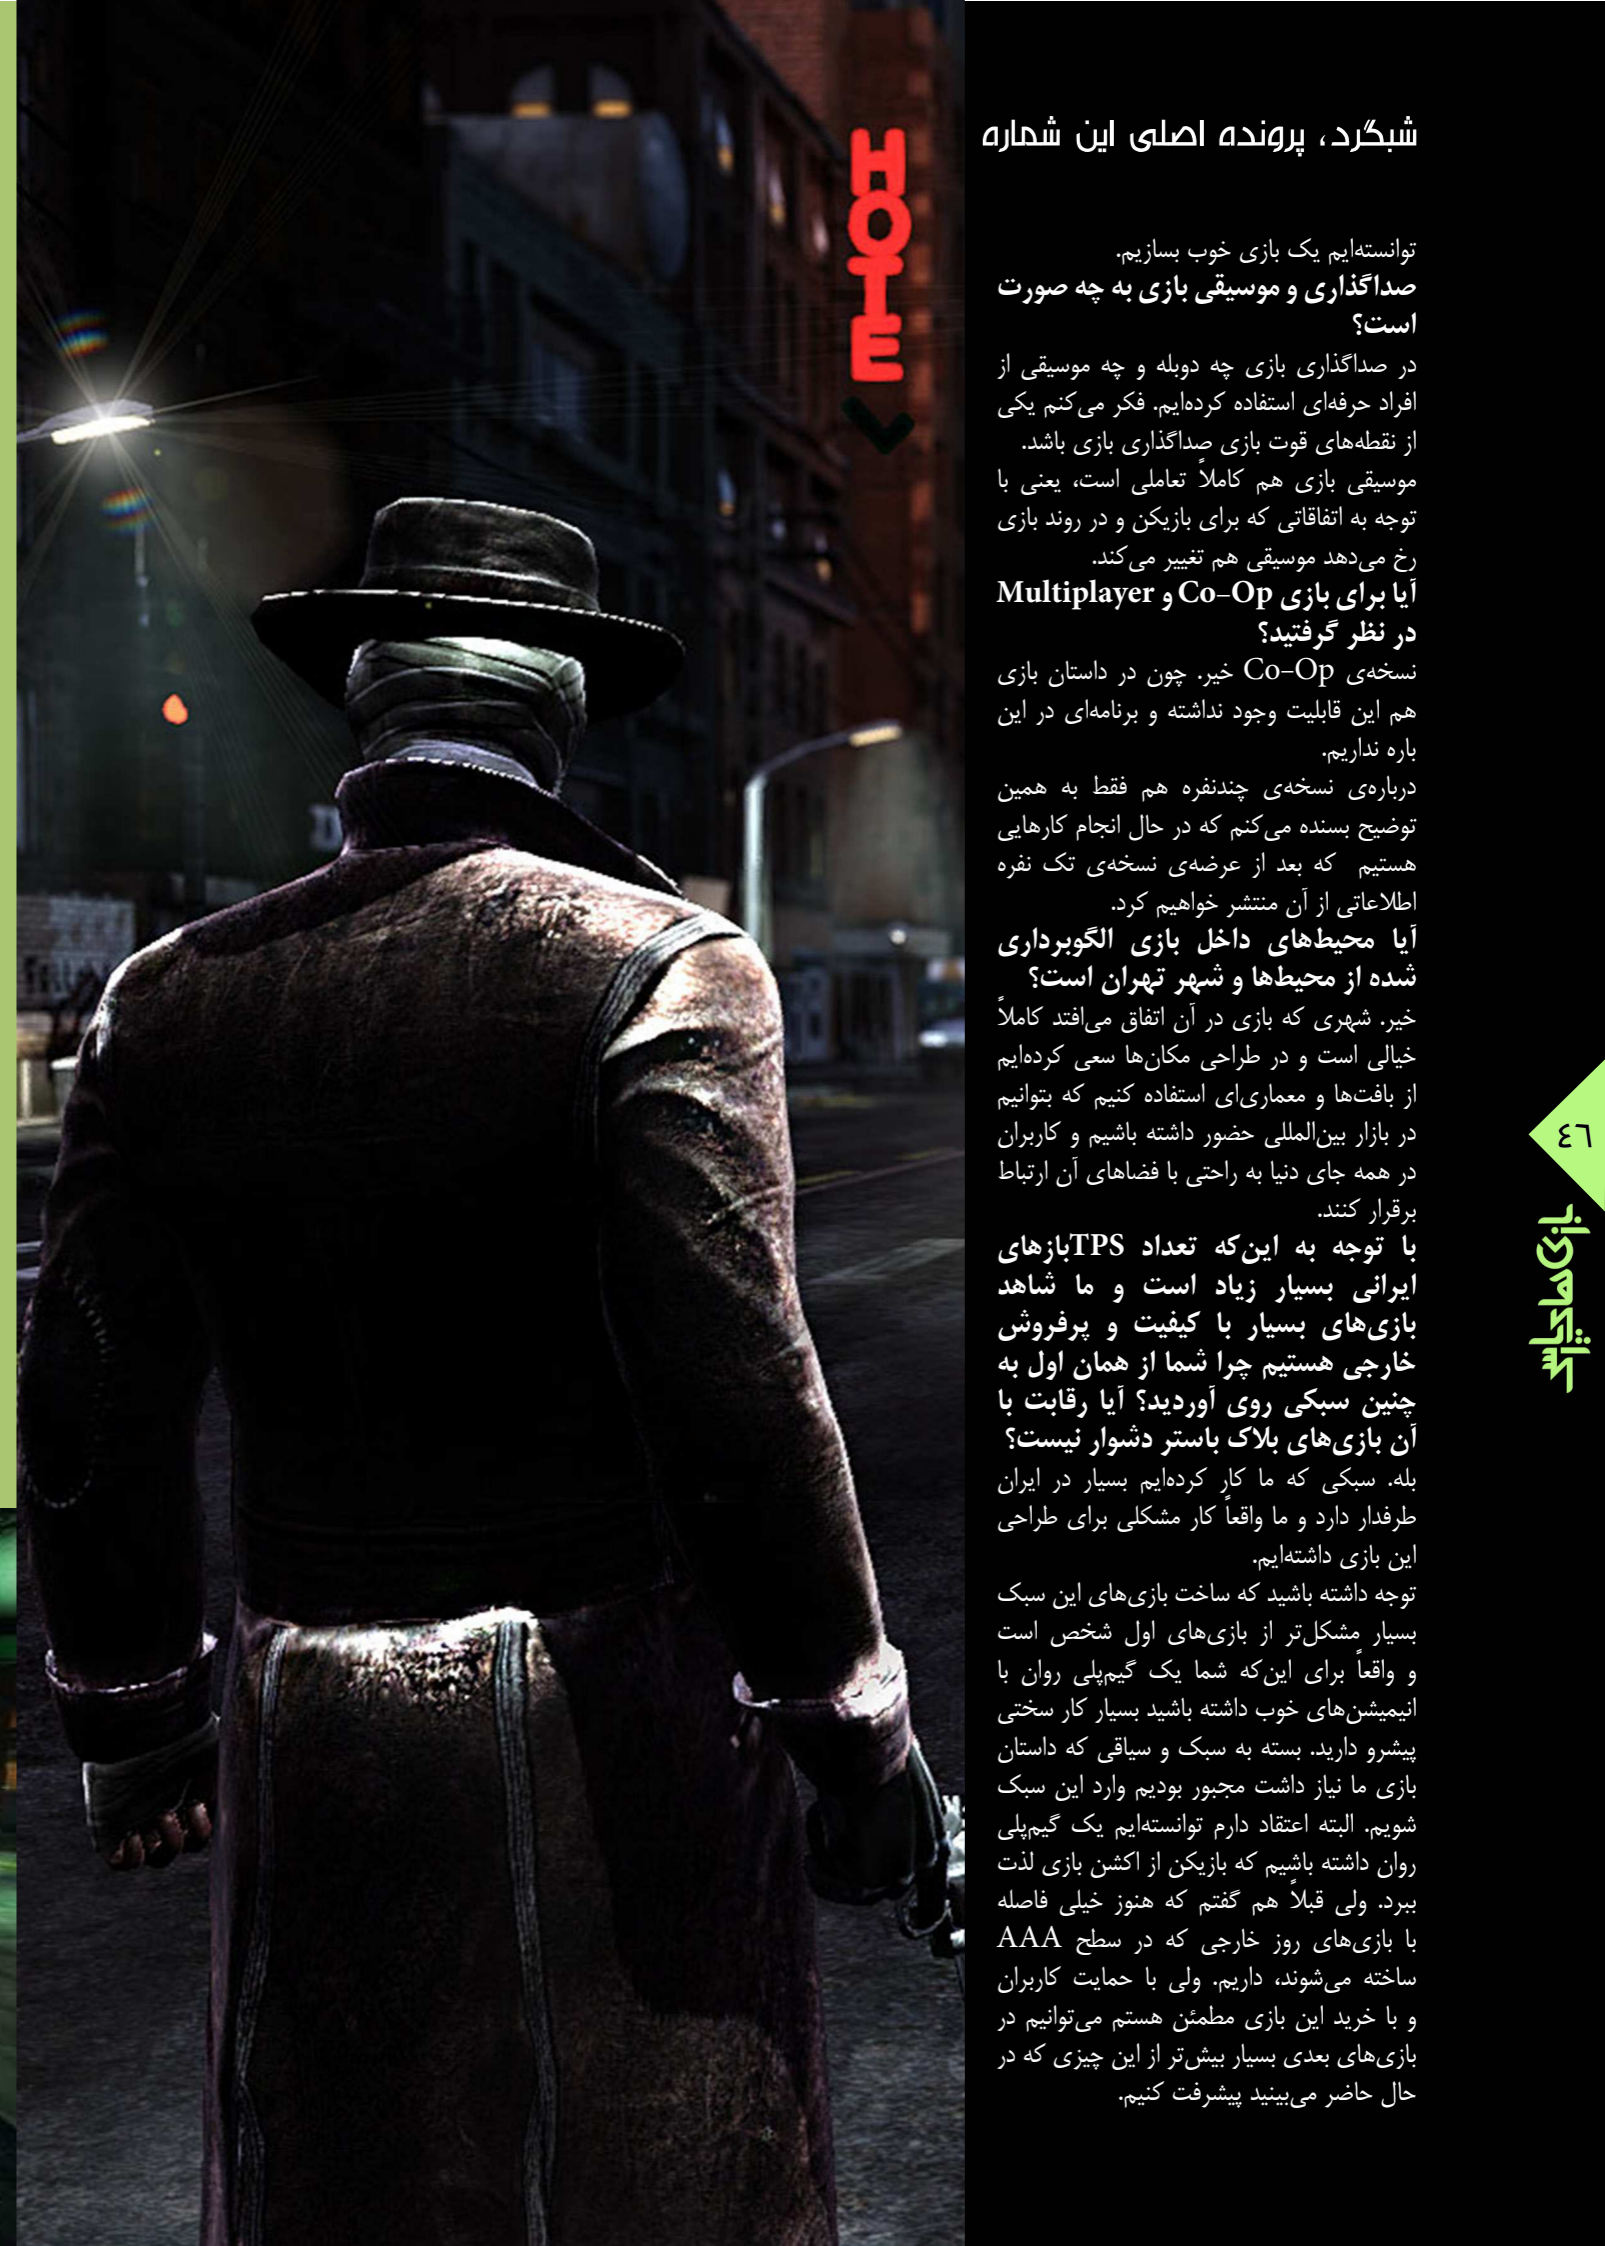 شبگرد، پرونده اصلی این شماره
توانسته‌ایم یک بازی خوب بسازیم.
صداگذاری و موسیقی بازی به چه صورت
است؟
در صداگذاری بازی چه دوبله و چه موسیقی از
افراد حرفه‌ای استفاده کرده‌ایم. فکر می‌کنم یکی
از نقطه‌های قوت بازی صداگذاری بازی باشد.
موسیقی بازی هم کاملاً تعاملی است، یعنی با
توجه به اتفاقاتی که برای بازیکن و در روند بازی
رخ می‌دهد موسیقی هم تغییر می‌کند.
آیا برای بازی Co-Op و Multiplayer
در نظر گرفتید؟
نسخه‌ی Co-Op خیر. چون در داستان بازی
هم این قابلیت وجود نداشته و برنامه‌ای در این
باره نداریم.
درباره‌ی نسخه‌ی چندنفره هم فقط به همین
توضیح بسنده می‌کنم که در حال انجام کارهایی
هستیم که بعد از عرضه‌ی نسخه‌ی تک نفره
اطلاعاتی از آن منتشر خواهیم کرد.
آیا محیط‌های داخل بازی الگوبرداری
شده از محیط‌ها و شهر تهران است؟
خیر. شهری که بازی در آن اتفاق می‌افتد کاملاً
خیالی است و در طراحی مکان‌ها سعی کرده‌ایم
از بافت‌ها و معماری‌ای استفاده کنیم که بتوانیم
در بازار بین‌المللی حضور داشته باشیم و کاربران
در همه جای دنیا به راحتی با فضاهای آن ارتباط
برقرار کنند.
با توجه به این‌که تعداد TPSبازهای
ایرانی بسیار زیاد است و ما شاهد
بازی‌های بسیار با کیفیت و پرفروش
خارجی هستیم چرا شما از همان اول به
چنین سبکی روی آوردید؟ آیا رقابت با
آن بازی‌های بلاک باستر دشوار نیست؟
بله. سبکی که ما کار کرده‌ایم بسیار در ایران
طرفدار دارد و ما واقعاً کار مشکلی برای طراحی
این بازی داشته‌ایم.
توجه داشته باشید که ساخت بازی‌های این سبک
بسیار مشکل‌تر از بازی‌های اول شخص است
و واقعاً برای این‌که شما یک گیم‌پلی روان با
انیمیشن‌های خوب داشته باشید بسیار کار سختی
پیشرو دارید. بسته به سبک و سیاقی که داستان
بازی ما نیاز داشت مجبور بودیم وارد این سبک
شویم. البته اعتقاد دارم توانسته‌ایم یک گیم‌پلی
روان داشته باشیم که بازیکن از اکشن بازی لذت
ببرد. ولی قبلاً هم گفتم که هنوز خیلی فاصله
با بازی‌های روز خارجی که در سطح AAA
ساخته می‌شوند، داریم. ولی با حمایت کاربران
و با خرید این بازی مطمئن هستم می‌توانیم در
بازی‌های بعدی بسیار بیش‌تر از این چیزی که در
حال حاضر می‌بینید پیشرفت کنیم.
HOTE
٤٦